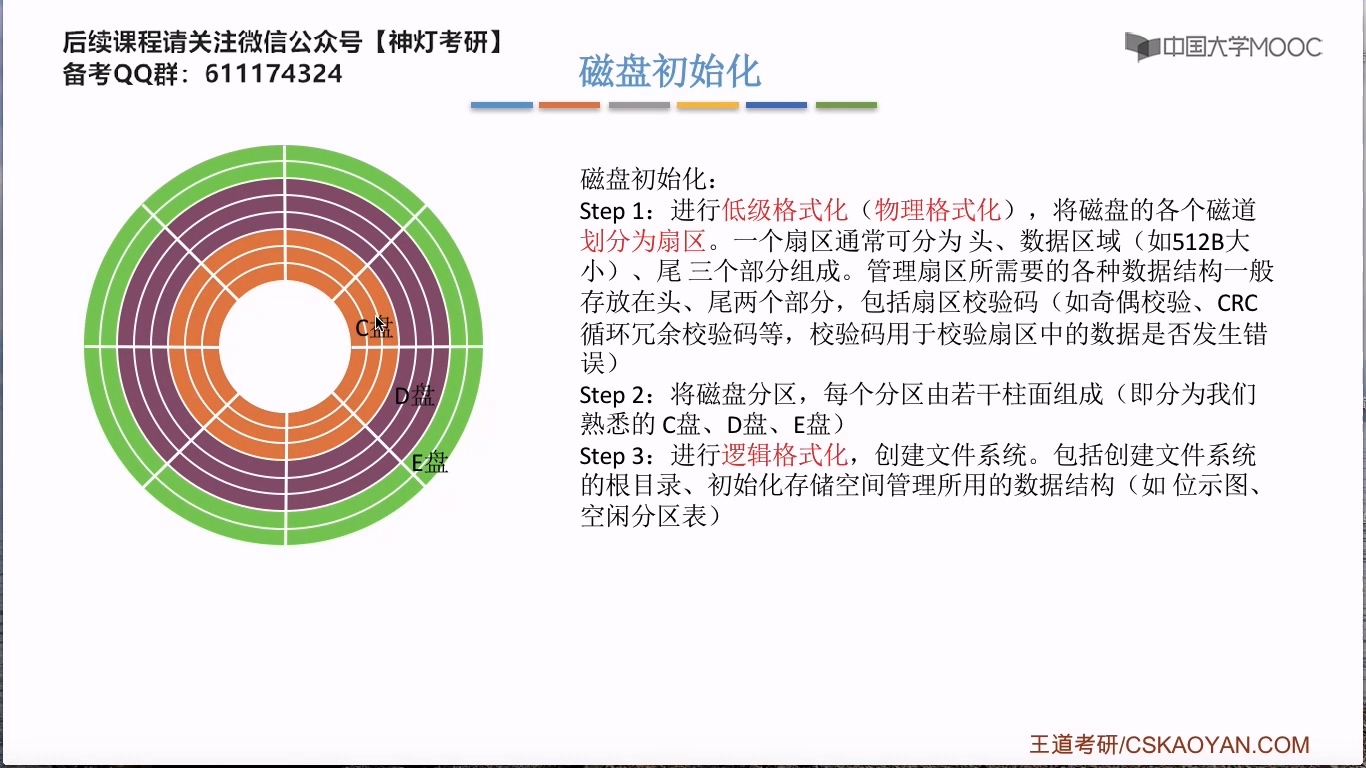 后续课程请关注微信公众号【神灯考研】
备考QQ群：611174324
中国大学MOOC
磁盘初始化
磁盘初始化：
Step 1：进行低级格式化（物理格式化），将磁盘的各个磁道
划分为扇区。一个扇区通常可分为 头、数据区域（如512B大
小）、尾 三个部分组成。管理扇区所需要的各种数据结构一般
存放在头、尾两个部分，包括扇区校验码（如奇偶校验、CRC
循环冗余校验码等，校验码用于校验扇区中的数据是否发生错
误）
Step 2：将磁盘分区，每个分区由若干柱面组成（即分为我们
熟悉的 C盘、D盘、E盘）
Step 3：进行逻辑格式化，创建文件系统。包括创建文件系统
的根目录、初始化存储空间管理所用的数据结构（如 位示图、
空闲分区表）
C盘
D盘
E盘
王道考研/CSKAOYAN.COM